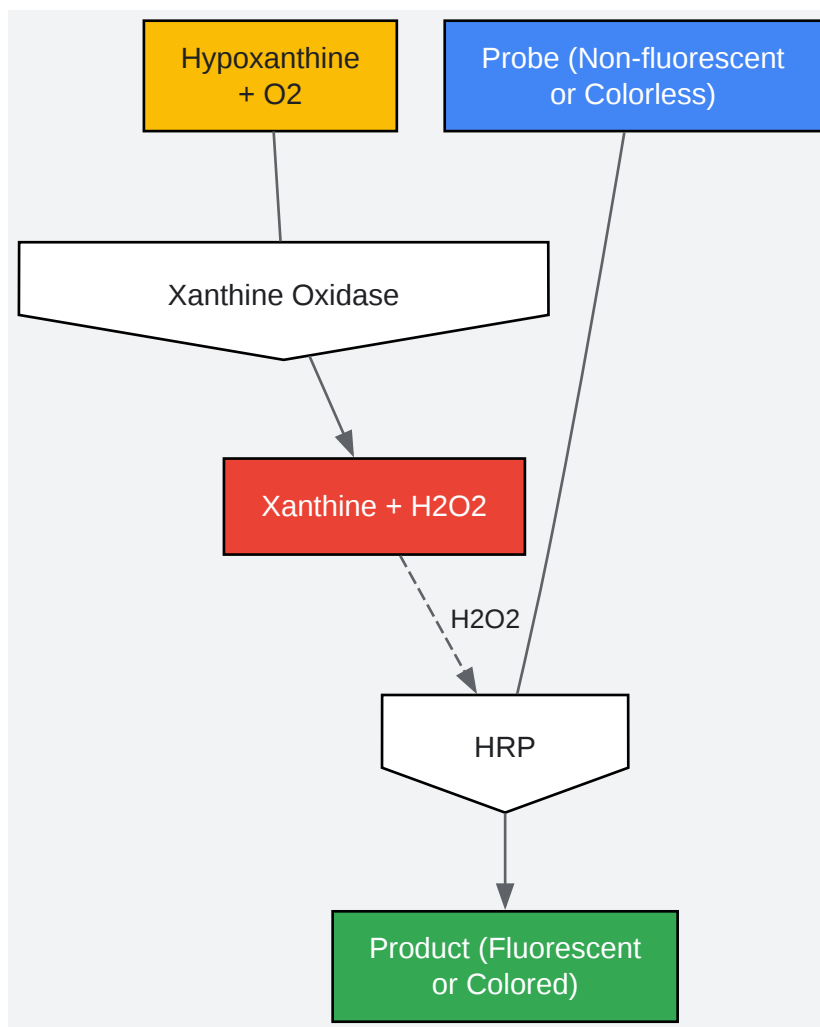 Hypoxanthine
+ O2
Probe (Non-fluorescent
or Colorless)
Xanthine Oxidase
Xanthine + H2O2
H2O2
HRP
Product (Fluorescent
or Colored)